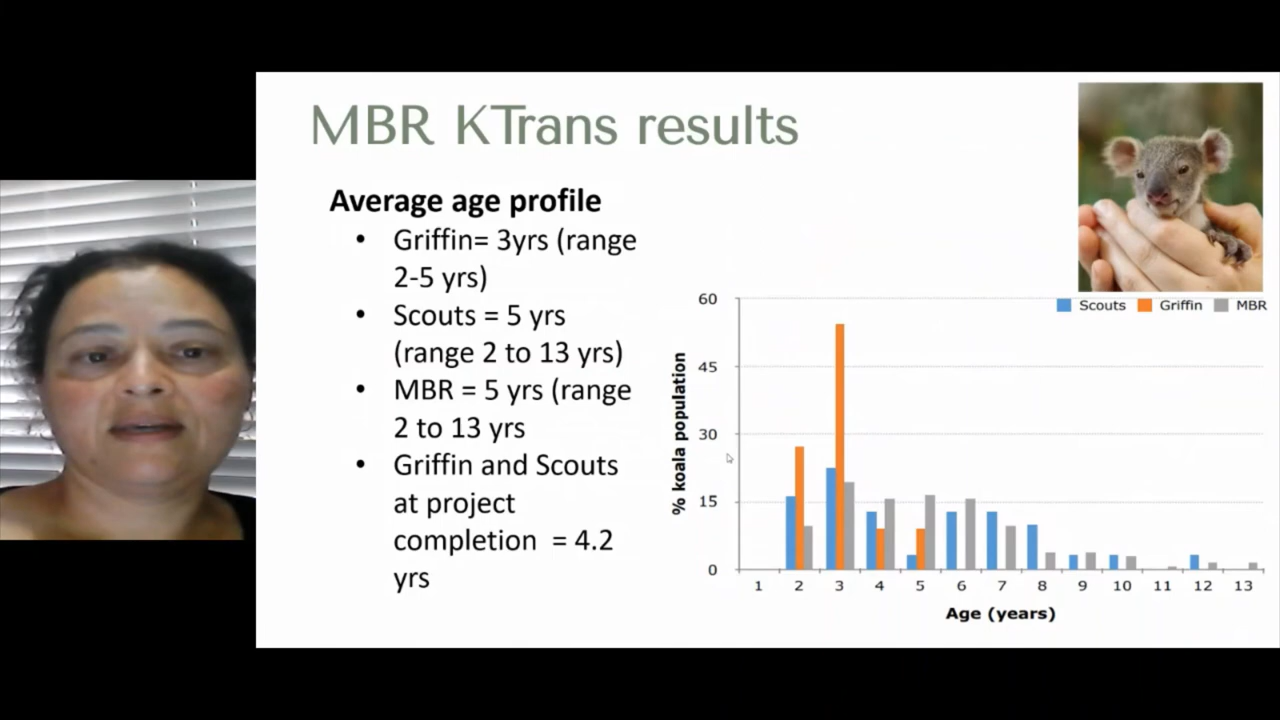 MBR KTrans results
Average age profile
• Griffin= 3yrs (range
2-5 yrs)
• Scouts = 5 yrs
(range 2 to 13 yrs)
• MBR = 5 yrs (range
2 to 13 yrs
• Griffin and Scouts
at project
completion = 4.2
yrs
Scouts Griffin MBR
60
45
30
15
0
% koala population
1 2 3 4 5 6 7 8 9 10 11 12 13
Age (years)